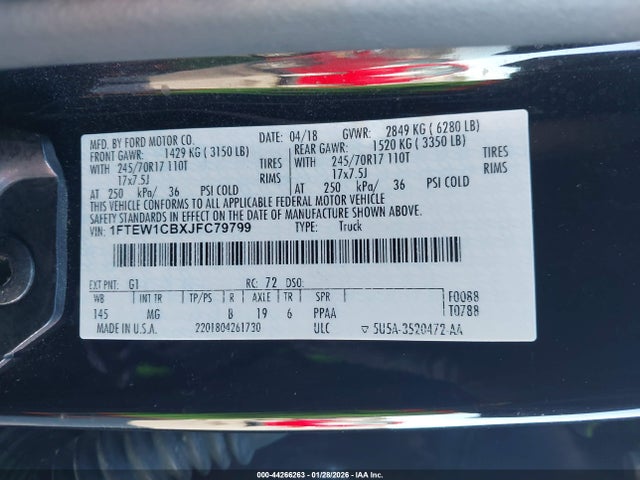 MFD. BY FORD MOTOR CO.
DATE: 04/18 GVWR: 2849 KG ( 6280 LB)
FRONT GAWR: 1429 KG ( 3150 LB) REAR GAWR: 1520 KG ( 3350 LB)
WITH 245/70R17 110T TIRES WITH 245/70R17 110T TIRES
17x7.5J RIMS 17x7.5J RIMS
AT 250 kPa/ 36 PSI COLD AT 250 kPa/ 36 PSI COLD
THIS VEHICLE CONFORMS TO ALL APPLICABLE FEDERAL MOTOR VEHICLE
SAFETY STANDARDS IN EFFECT ON THE DATE OF MANUFACTURE SHOWN ABOVE.
VIN: 1FTEW1CBXJFC79799 TYPE: Truck
EXT PNT: G1 RC: 72 DSO:
WB INT TR TP/PS R AXLE TR SPR F0088
145 MG B 19 6 PPAA T0788
MADE IN U.S.A. 2201804261730 ULC ▽ 5U5A-3520472-AA
000-44266263 | 01/28/2026 - IAA Inc.